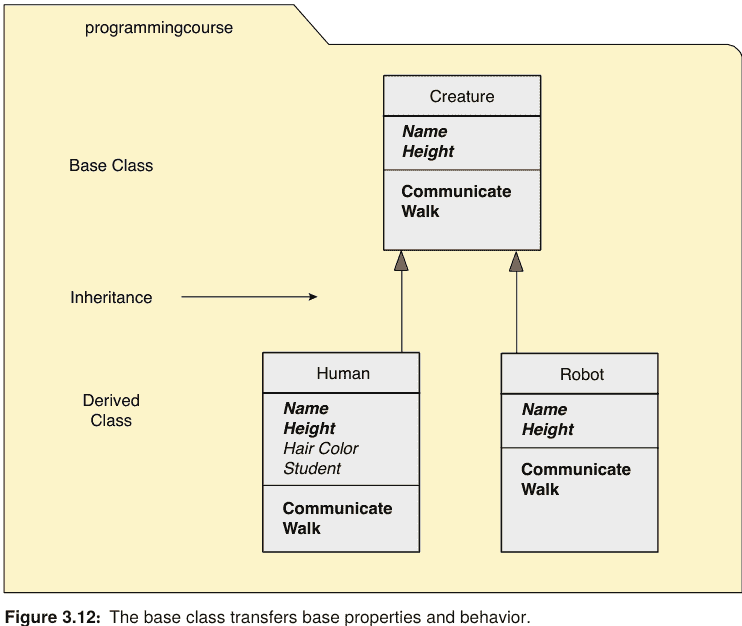 programmingcourse
Creature
Base Class
Name
Height
Communicate
Walk
Inheritance
Derived
Class
Human
Name
Height
Hair Color
Student
Communicate
Walk
Robot
Name
Height
Communicate
Walk
Figure 3.12: The base class transfers base properties and behavior.